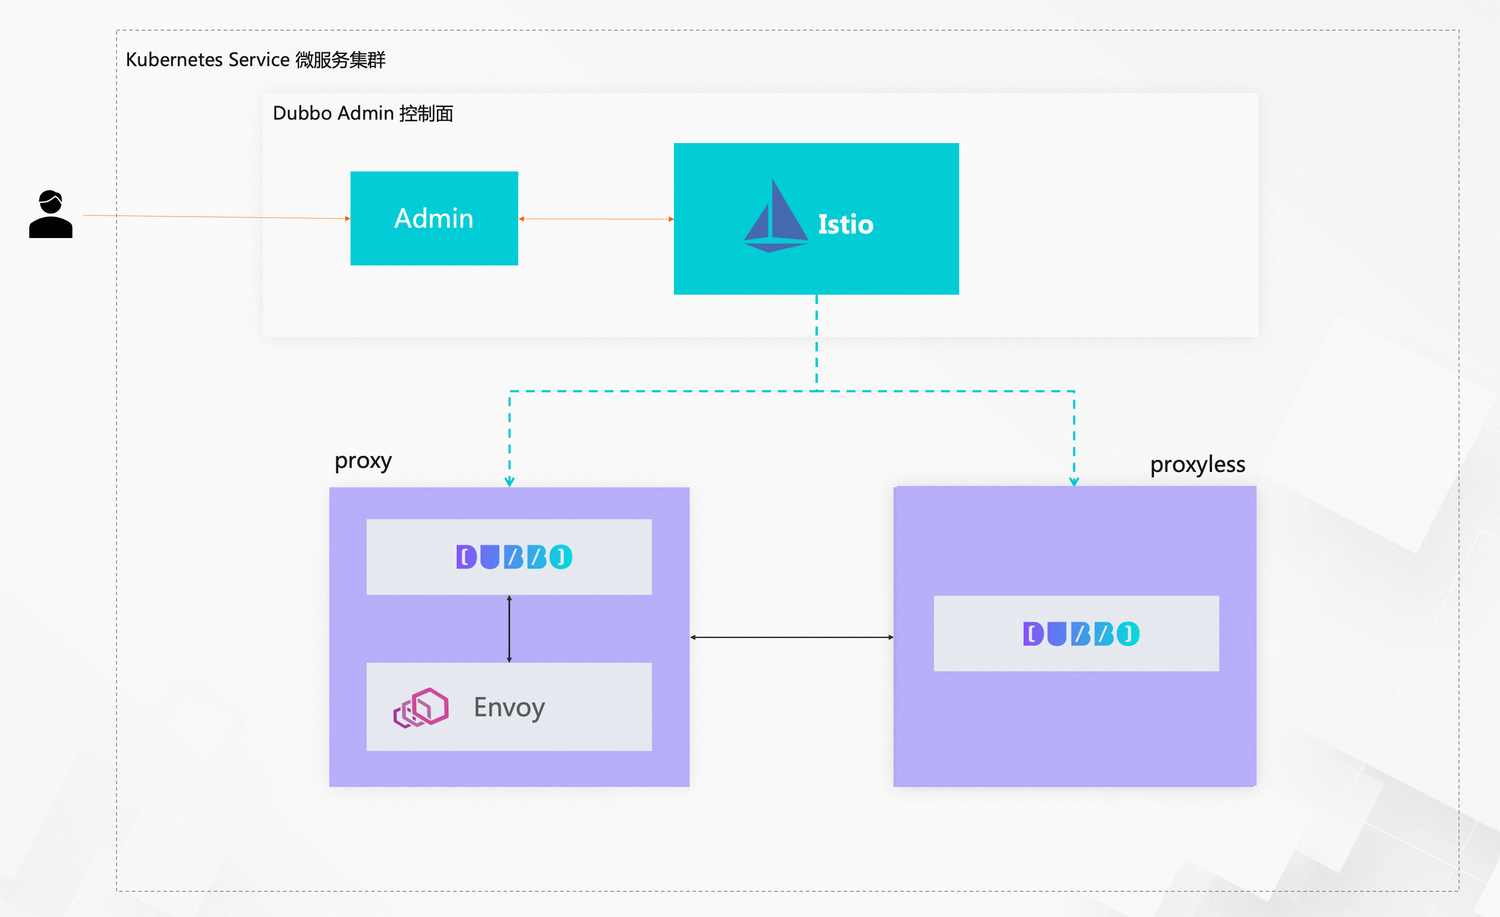 Kubernetes Service 微服务集群
Dubbo Admin 控制面
Admin
Istio
proxy
proxyless
DUBBO
DUBBO
Envoy